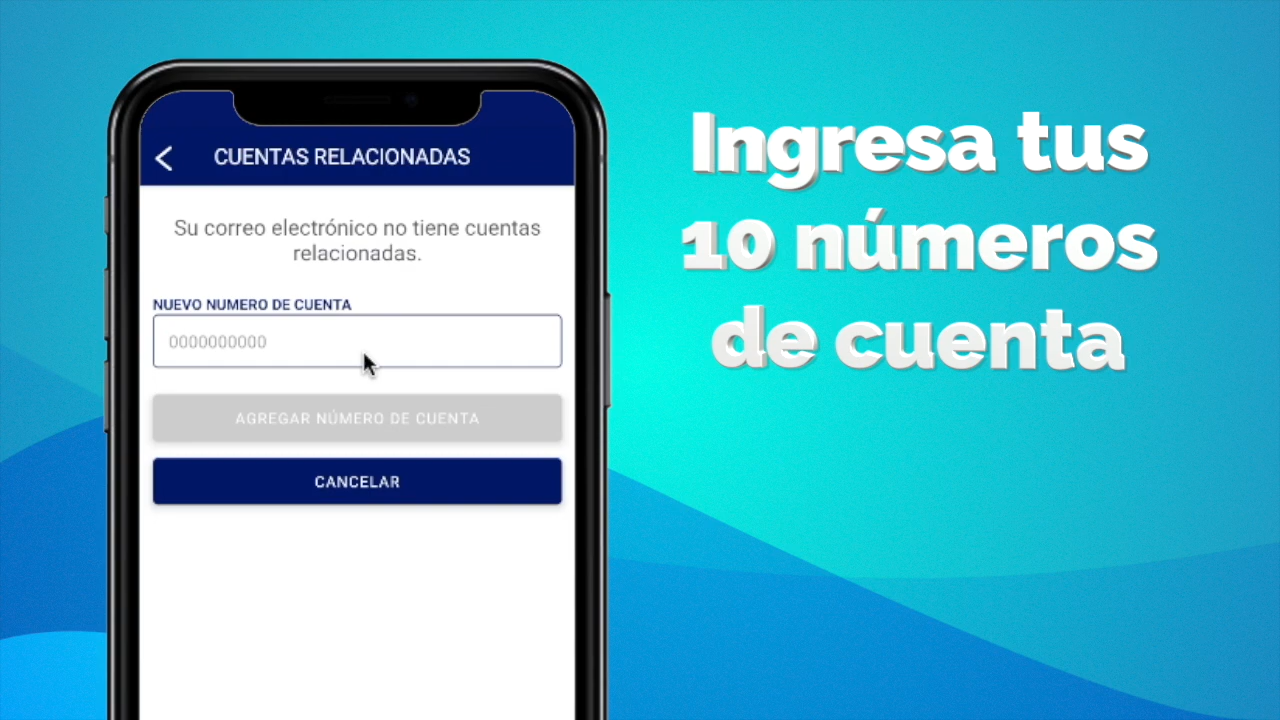 CUENTAS RELACIONADAS
Su correo electrónico no tiene cuentas
relacionadas.
NUEVO NUMERO DE CUENTA
0000000000
AGREGAR NÚMERO DE CUENTA
CANCELAR
Ingresa tus
10 números
de cuenta